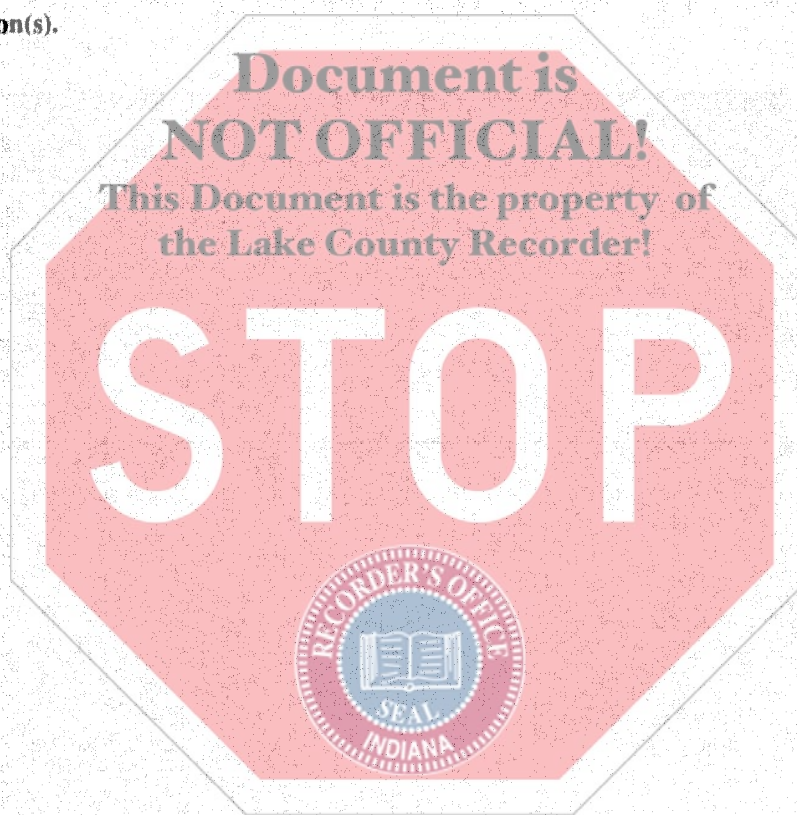 on(s).
Document is
NOT OFFICIAL!
This Document is the property of
the Lake County Recorder!
STOP
RECORDER'S OFFICE
SEAL
INDIANA